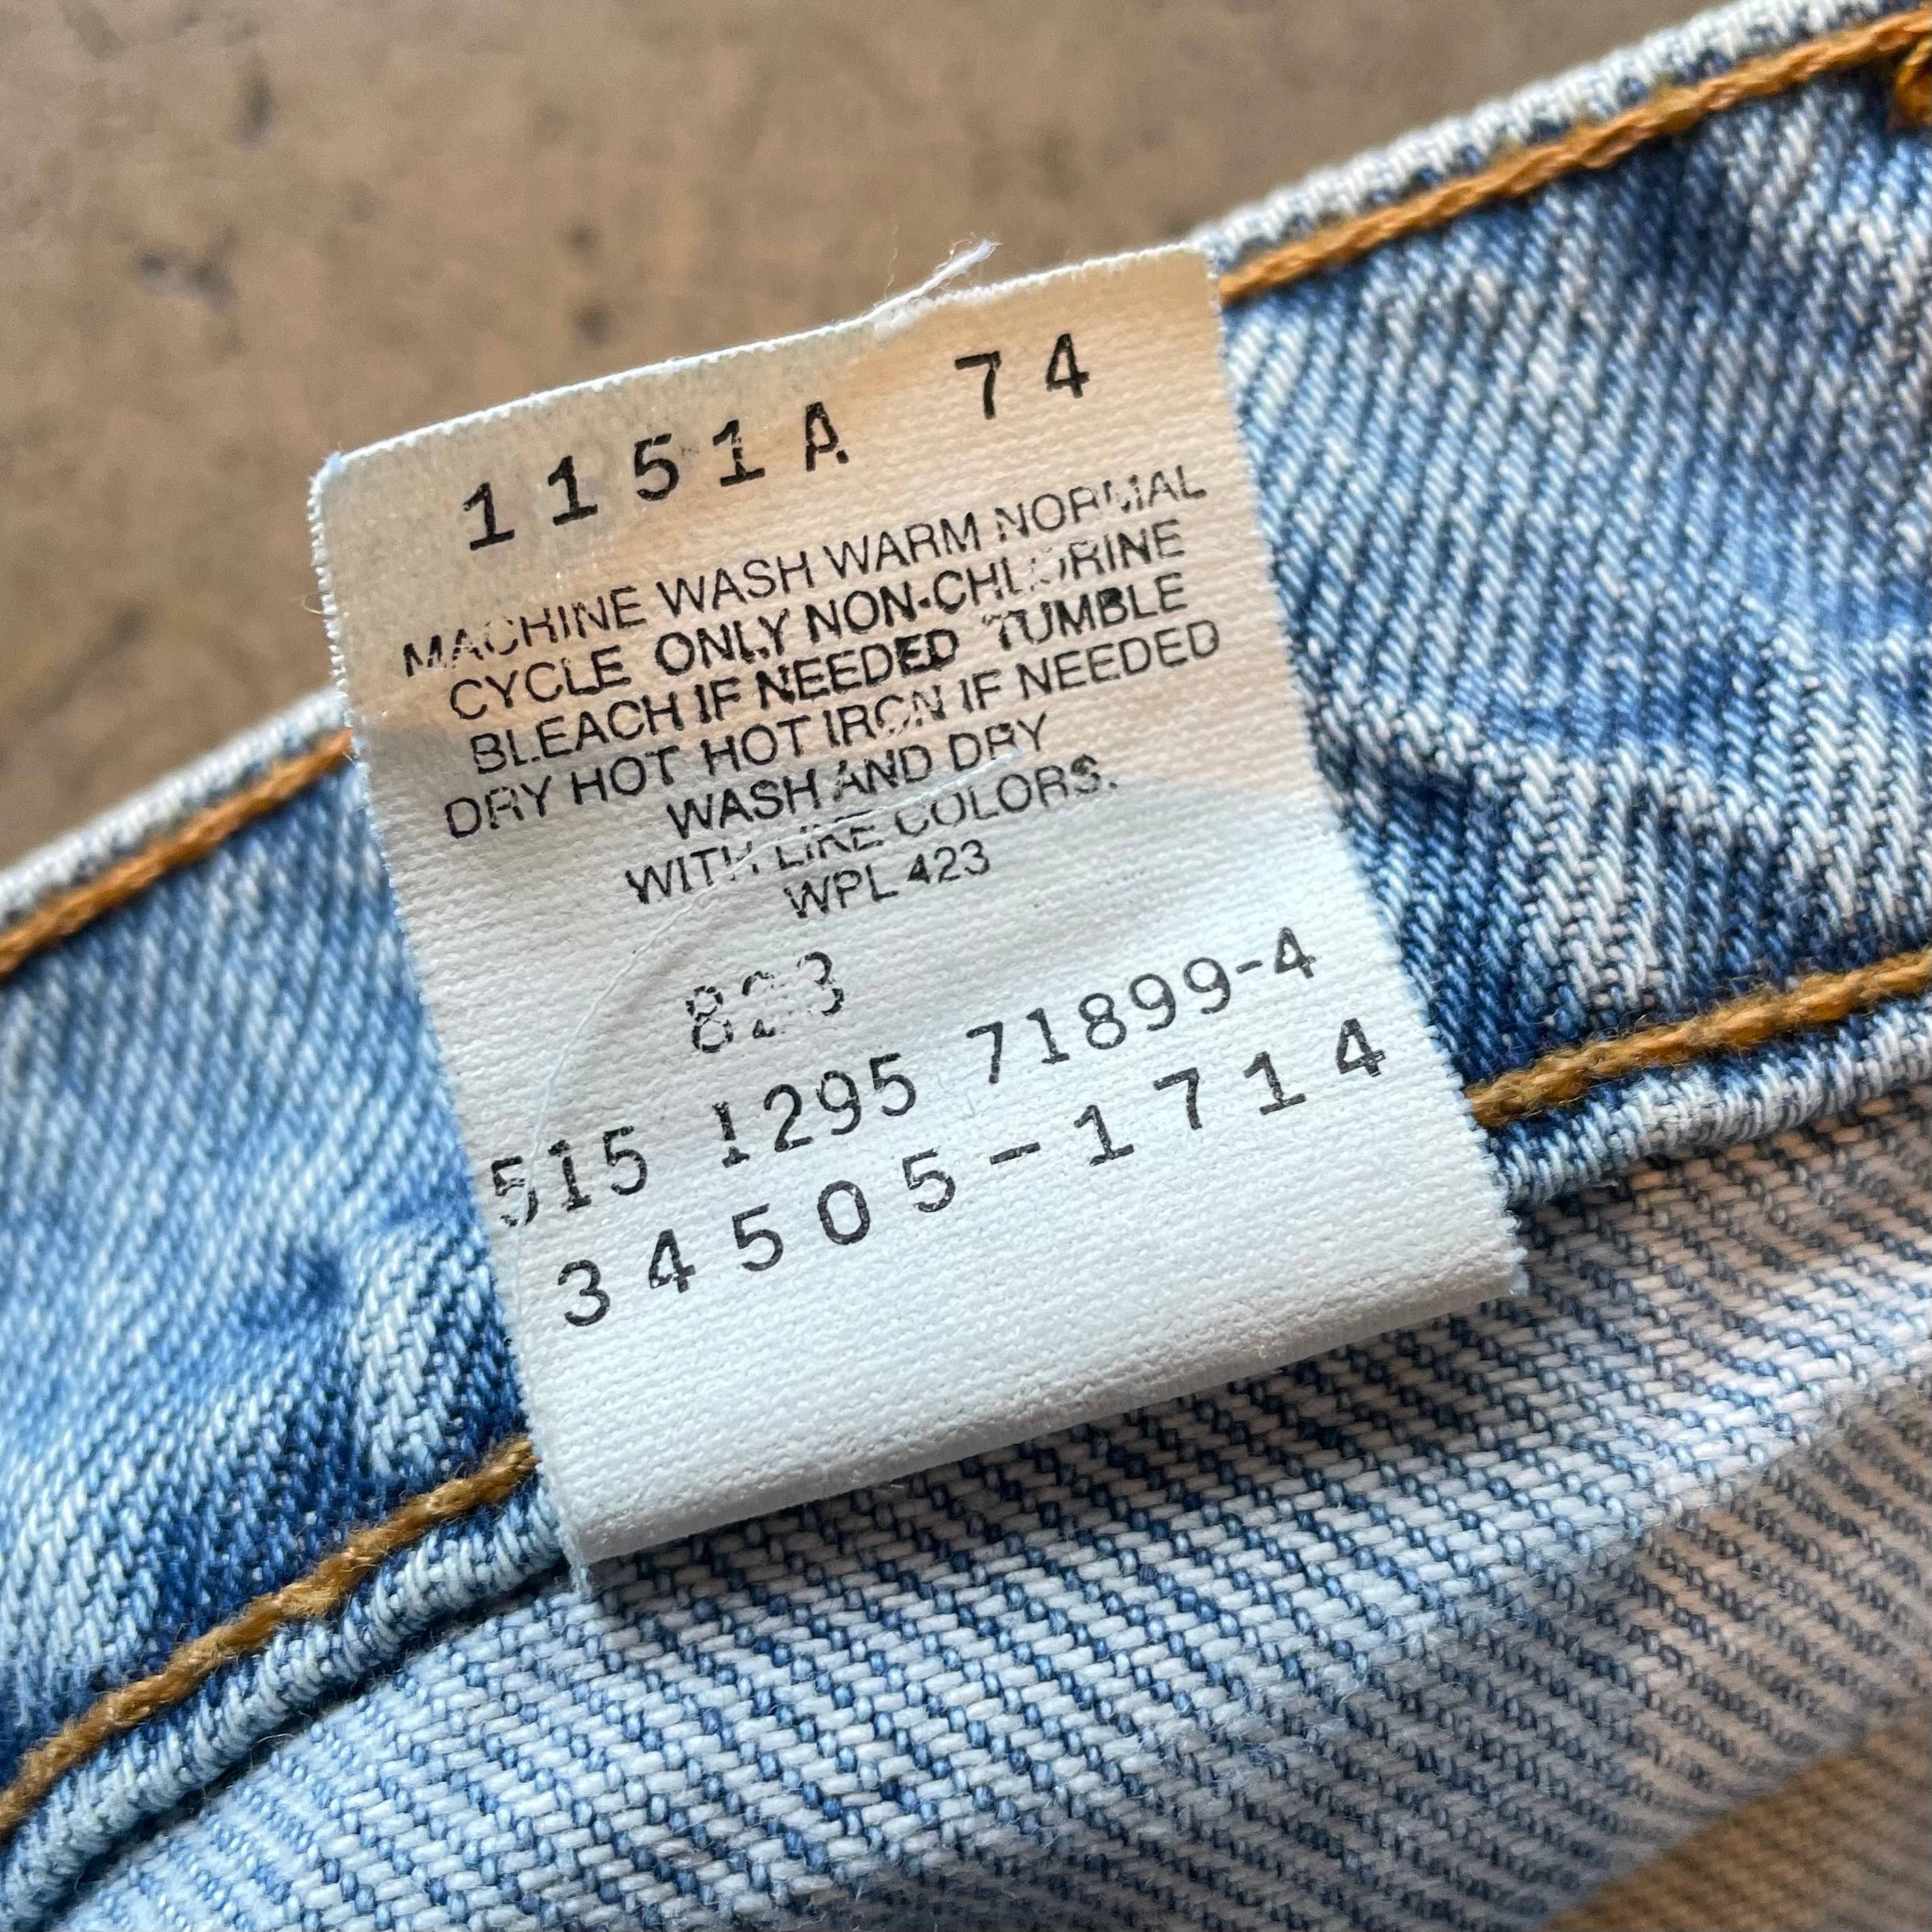 1151A 74
MACHINE WASH WARM NORMAL
CYCLE ONLY NON-CHLORINE
BLEACH IF NEEDED TUMBLE
DRY HOT HOT IRON IF NEEDED
WASH AND DRY
WITH LIKE COLORS.
WPL 423
823
515 1295 71899-4
34505-1714